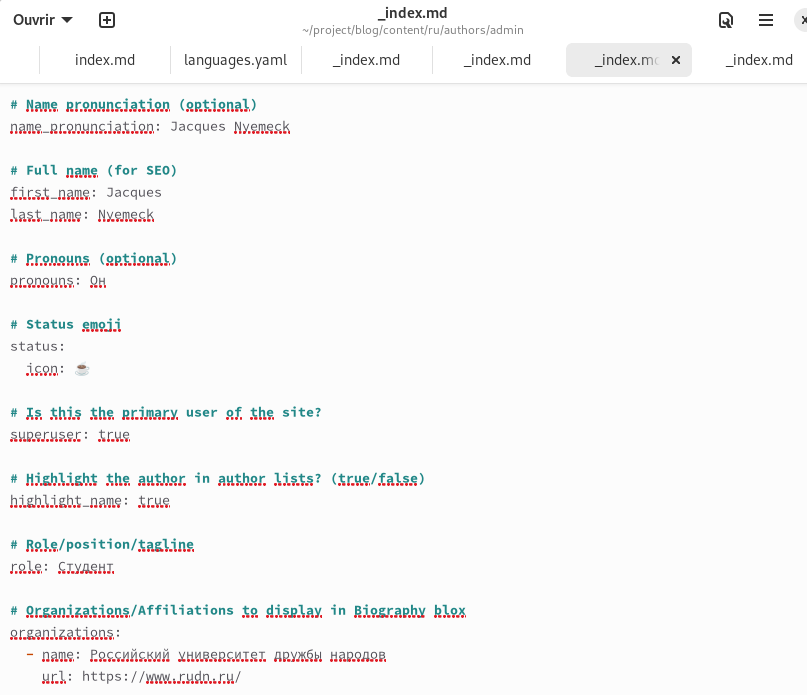 Ouvrir
_index.md
~/project/blog/content/ru/authors/admin
index.md
languages.yaml
_index.md
_index.md
_index.mc
_index.md
# Name pronunciation (optional)
name_pronunciation: Jacques Nyemeck
# Full name (for SEO)
first_name: Jacques
last_name: Nyemeck
# Pronouns (optional)
pronouns: Он
# Status emoji
status:
icon: ☕
# Is this the primary user of the site?
superuser: true
# Highlight the author in author lists? (true/false)
highlight_name: true
# Role/position/tagline
role: Студент
# Organizations/Affiliations to display in Biography blox
organizations:
- name: Российский университет дружбы народов
url: https://www.rudn.ru/